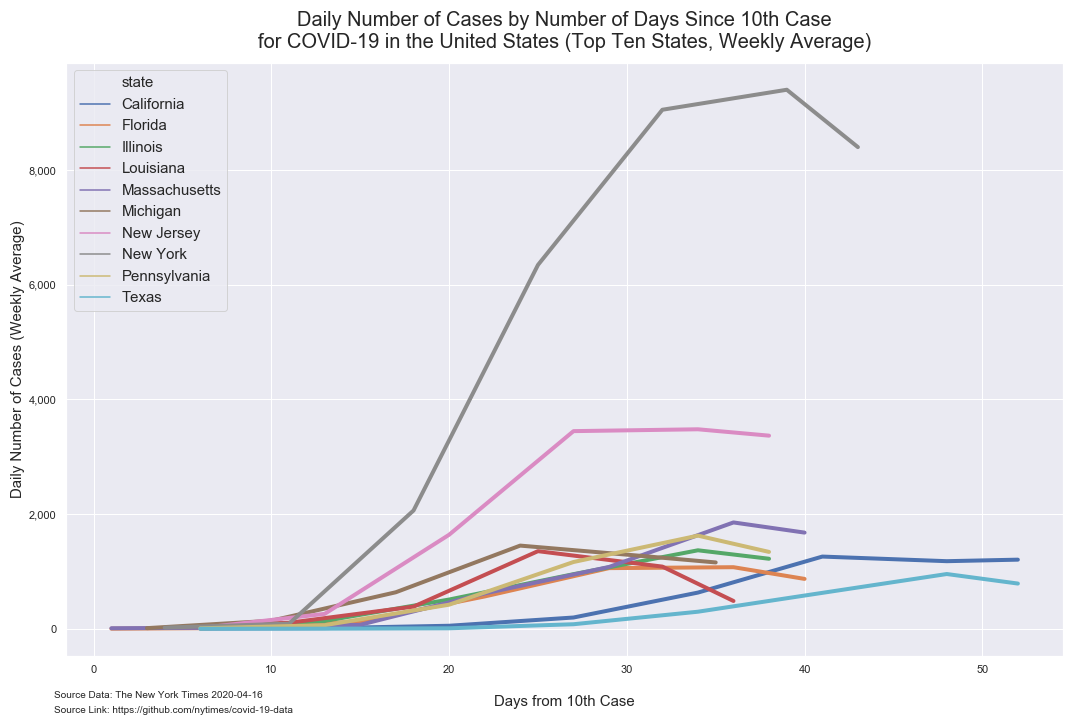 Daily Number of Cases by Number of Days Since 10th Case
for COVID-19 in the United States (Top Ten States, Weekly Average)
state
California
Florida
Illinois
Louisiana
Massachusetts
Michigan
New Jersey
New York
Pennsylvania
Texas
Daily Number of Cases (Weekly Average)
8,000
6,000
4,000
2,000
0
0 10 20 30 40 50
Days from 10th Case
Source Data: The New York Times 2020-04-16
Source Link: https://github.com/nytimes/covid-19-data